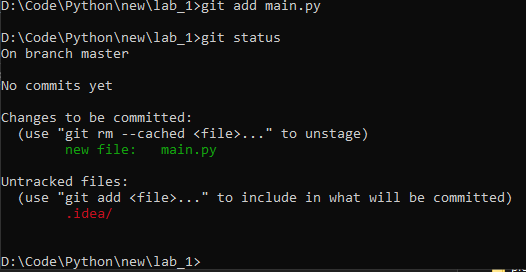 D:\Code\Python\new\lab_1>git add main.py
D:\Code\Python\new\lab_1>git status
On branch master
No commits yet
Changes to be committed:
  (use "git rm --cached <file>..." to unstage)
        new file:   main.py
Untracked files:
  (use "git add <file>..." to include in what will be committed)
        .idea/
D:\Code\Python\new\lab_1>